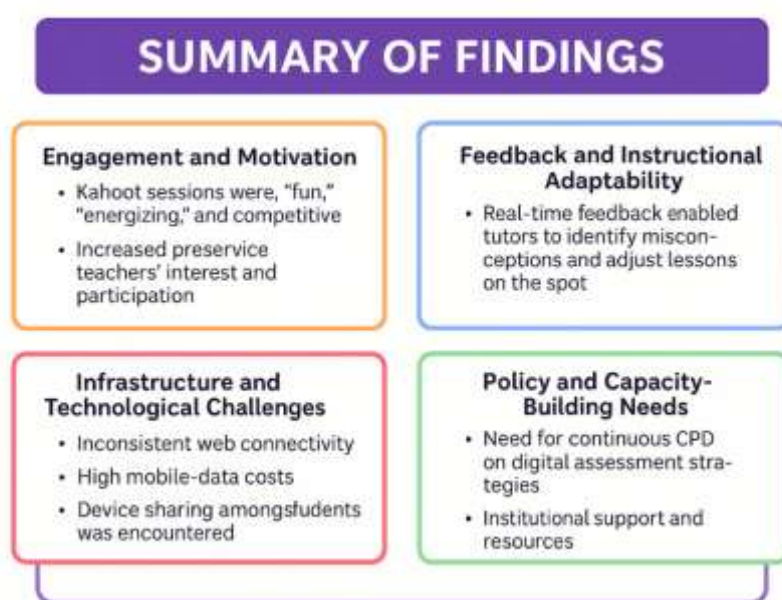 SUMMARY OF FINDINGS
Engagement and Motivation
• Kahoot sessions were, "fun,"
"energizing," and competitive
• Increased preservice
teachers' interest and
participation
Feedback and Instructional
Adaptability
• Real-time feedback enabled
tutors to identify miscon-
ceptions and adjust lessons
on the spot
Infrastructure and
Technological Challenges
• Inconsistent web connectivity
• High mobile-data costs
• Device sharing amongsfudents
was encountered
Policy and Capacity-
Building Needs
• Need for continuous CPD
on digital assessment stra-
tegies
• Institutional support and
resources